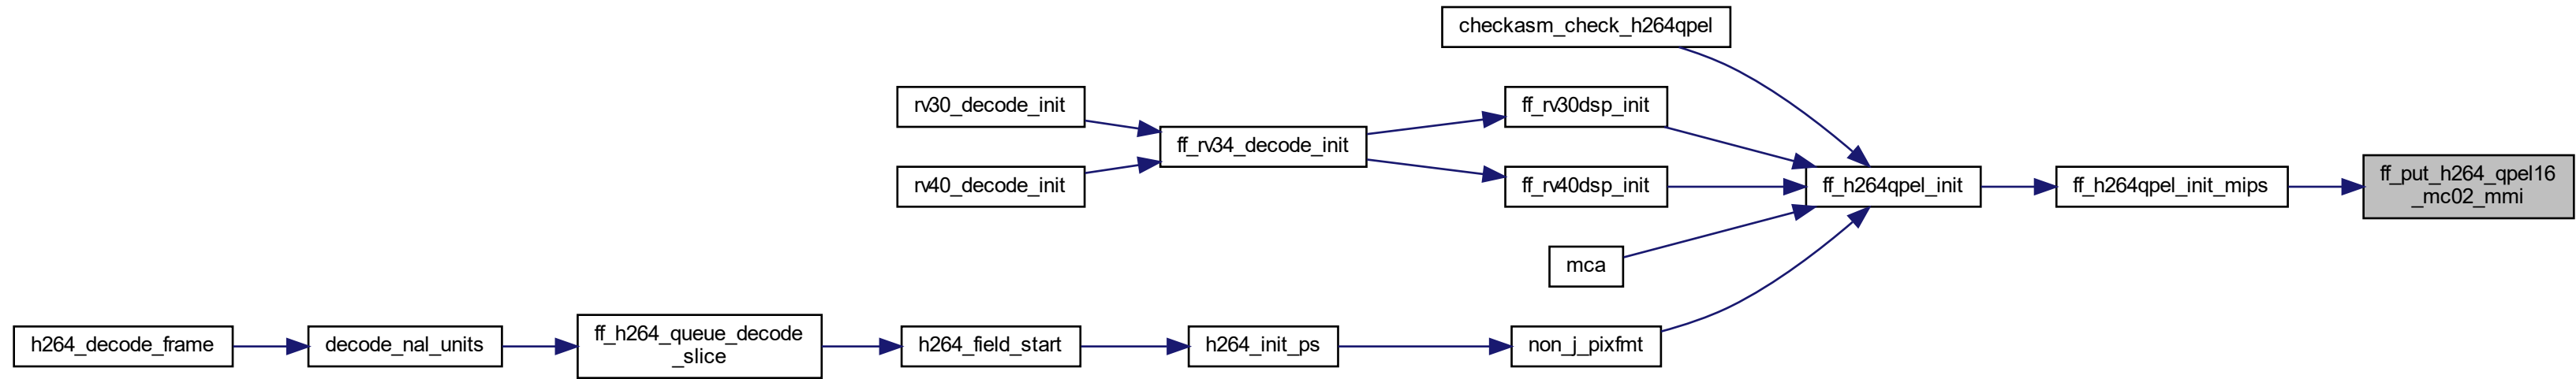 checkasm_check_h264qpel
rv30_decode_init
ff_rv30dsp_init
ff_rv34_decode_init
rv40_decode_init
ff_rv40dsp_init
ff_h264qpel_init
ff_h264qpel_init_mips
ff_put_h264_qpel16
_mc02_mmi
mca
h264_decode_frame
decode_nal_units
ff_h264_queue_decode
_slice
h264_field_start
h264_init_ps
non_j_pixfmt